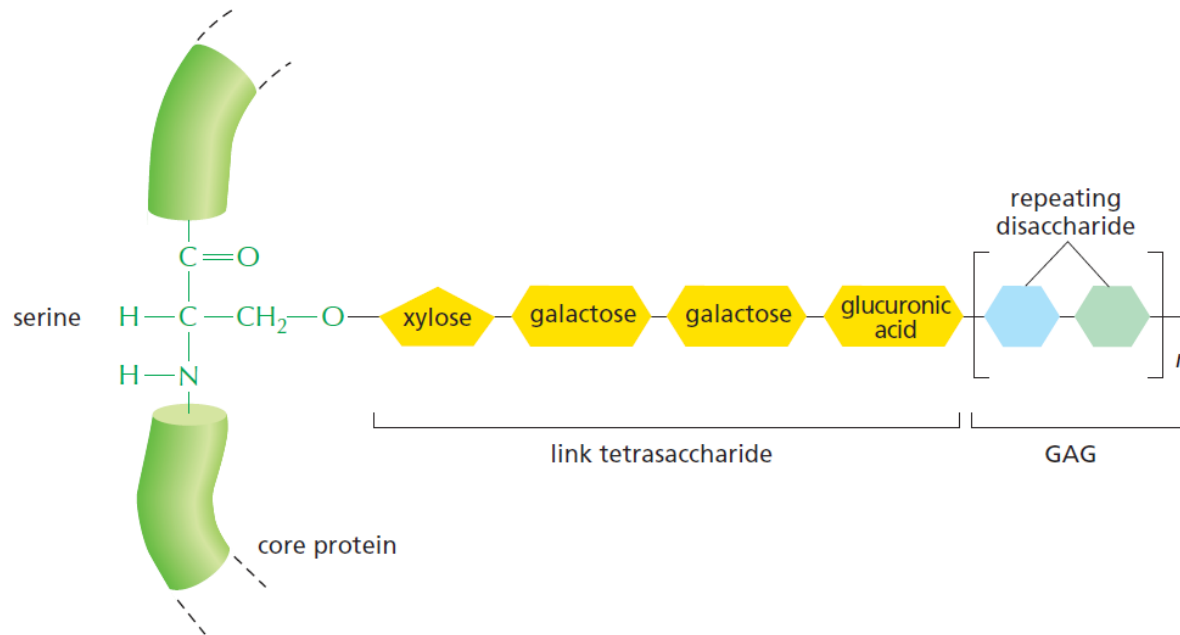 repeating
disaccharide
C=O
serine
H—C—CH₂—O—
xylose
galactose
galactose
glucuronic
acid
H—N
link tetrasaccharide
GAG
core protein